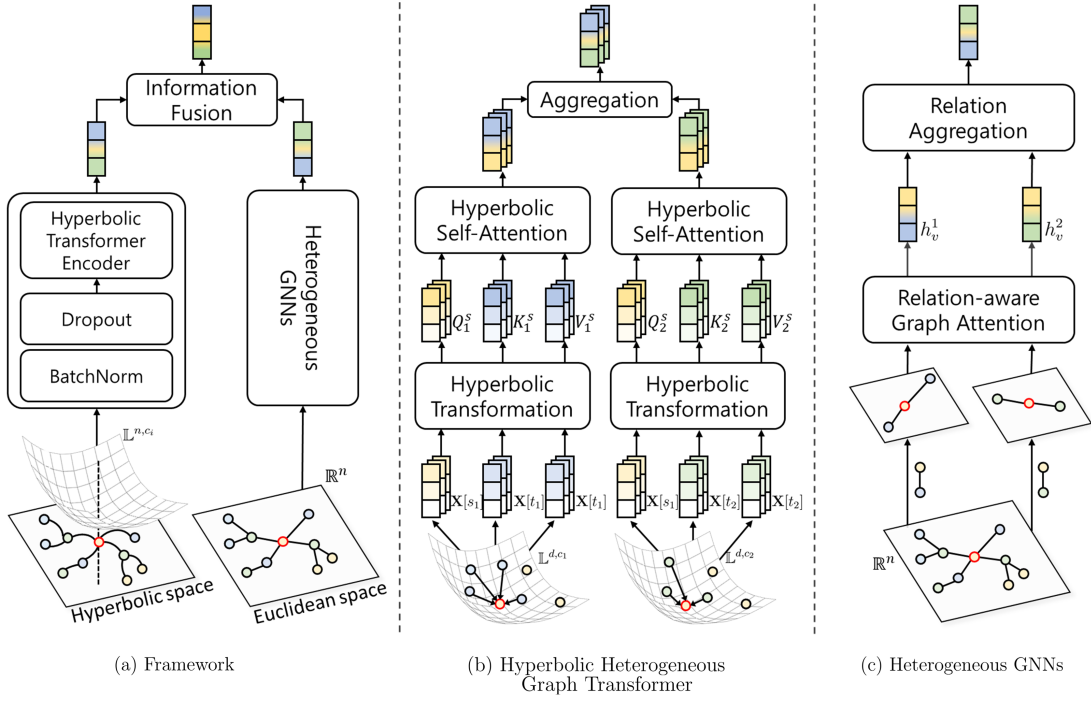 Information
Fusion
Hyperbolic
Transformer
Encoder
Dropout
BatchNorm
Heterogeneous
GNNs
𝕃^{n,c_i}
ℝ^n
Hyperbolic space
Euclidean space
(a) Framework
Aggregation
Hyperbolic
Self-Attention
Hyperbolic
Self-Attention
Q_1^s K_1^s V_1^s Q_2^s K_2^s V_2^s
Hyperbolic
Transformation
Hyperbolic
Transformation
X[s_1] X[t_1] X[t_1] X[s_1] X[t_2] X[t_2]
𝕃^{d,c_1} 𝕃^{d,c_2}
(b) Hyperbolic Heterogeneous
Graph Transformer
Relation
Aggregation
h_v^1 h_v^2
Relation-aware
Graph Attention
ℝ^n
(c) Heterogeneous GNNs